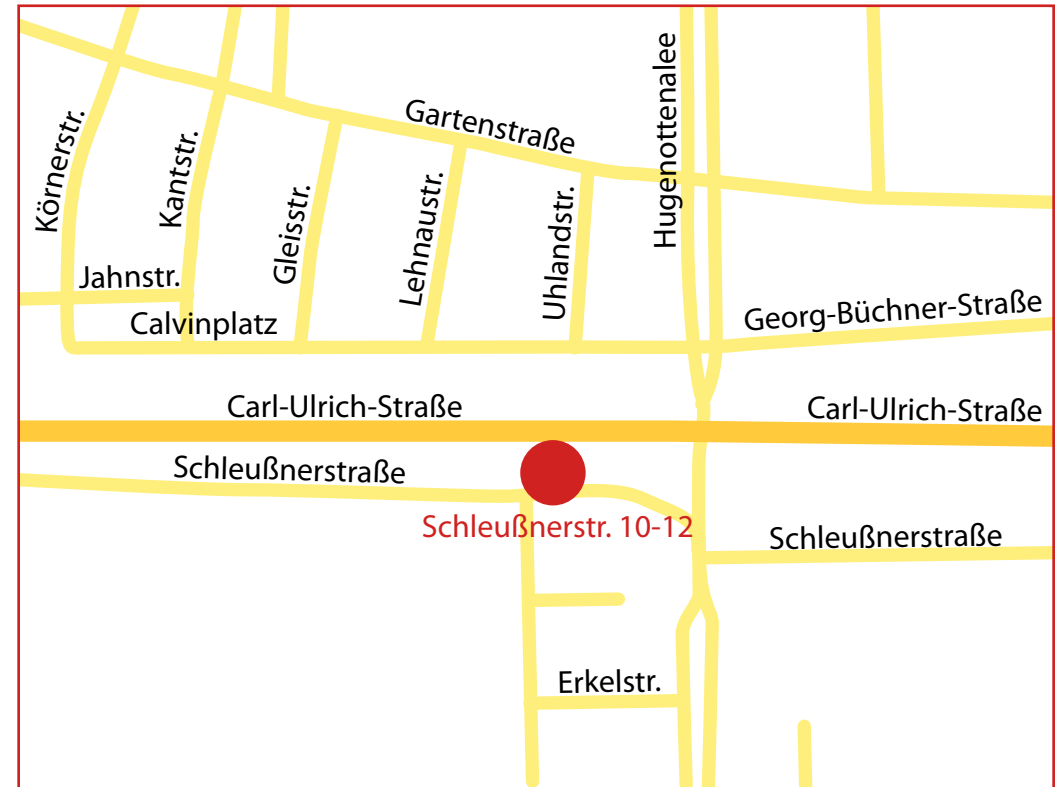 Gartenstraße
Hugenottenalee
Körnerstr.
Kantstr.
Gleisstr.
Lehnaustr.
Uhlandstr.
Jahnstr.
Calvinplatz
Georg-Büchner-Straße
Carl-Ulrich-Straße
Carl-Ulrich-Straße
Schleußnerstraße
Schleußnerstr. 10-12
Schleußnerstraße
Erkelstr.